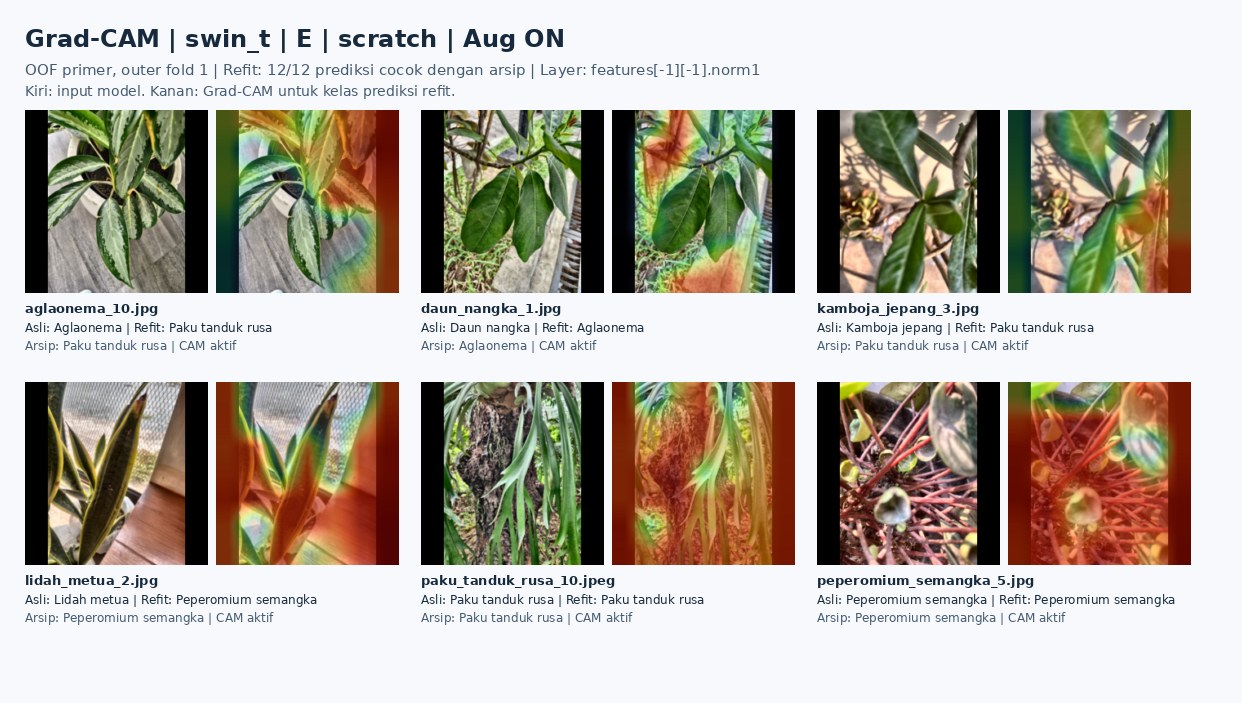 Grad-CAM | swin_t | E | scratch | Aug ON
OOF primer, outer fold 1 | Refit: 12/12 prediksi cocok dengan arsip | Layer: features[-1][-1].norm1
Kiri: input model. Kanan: Grad-CAM untuk kelas prediksi refit.
aglaonema_10.jpg
Asli: Aglaonema | Refit: Paku tanduk rusa
Arsip: Paku tanduk rusa | CAM aktif
daun_nangka_1.jpg
Asli: Daun nangka | Refit: Aglaonema
Arsip: Aglaonema | CAM aktif
kamboja_jepang_3.jpg
Asli: Kamboja jepang | Refit: Paku tanduk rusa
Arsip: Paku tanduk rusa | CAM aktif
lidah_metua_2.jpg
Asli: Lidah metua | Refit: Peperomium semangka
Arsip: Peperomium semangka | CAM aktif
paku_tanduk_rusa_10.jpeg
Asli: Paku tanduk rusa | Refit: Paku tanduk rusa
Arsip: Paku tanduk rusa | CAM aktif
peperomium_semangka_5.jpg
Asli: Peperomium semangka | Refit: Peperomium semangka
Arsip: Peperomium semangka | CAM aktif